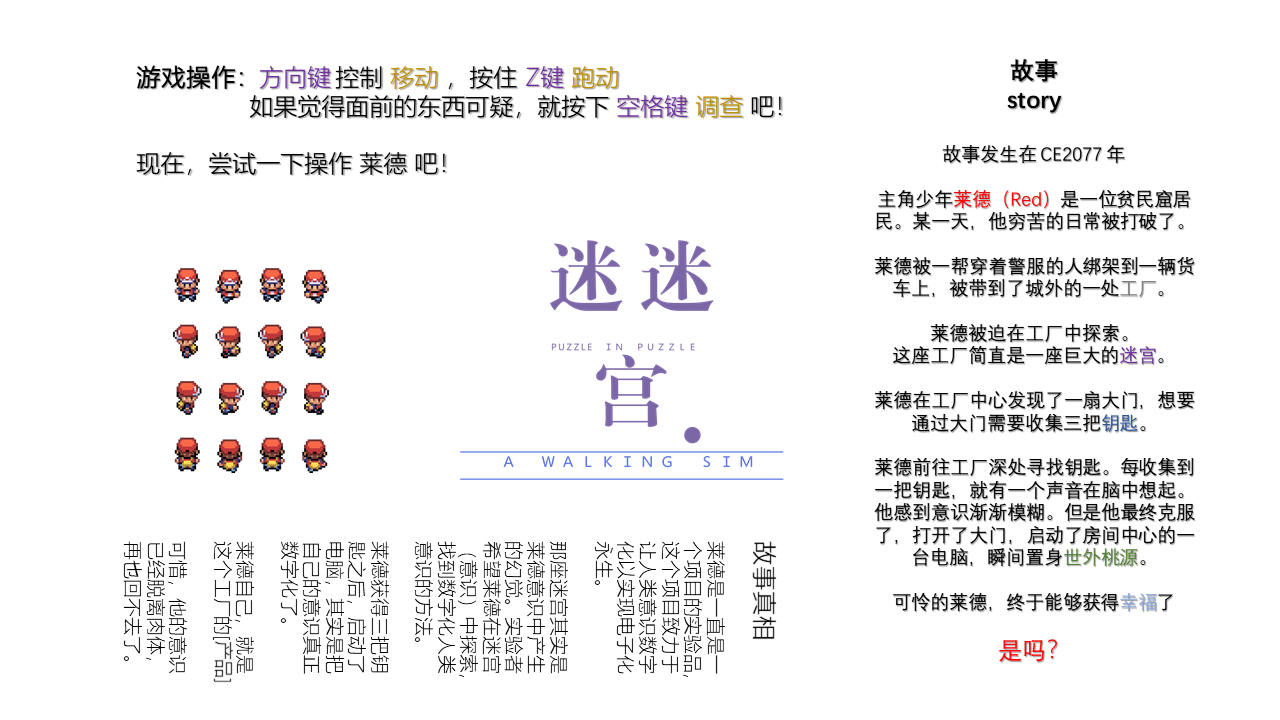 游戏操作：方向键 控制 移动 ，按住 Z键 跑动
如果觉得面前的东西可疑，就按下 空格键 调查 吧！
现在，尝试一下操作 莱德 吧！
迷 迷
PUZZLE IN PUZZLE
宫.
A WALKING SIM
故事
story
故事发生在 CE2077 年
主角少年莱德（Red）是一位贫民窟居
民。某一天，他穷苦的日常被打破了。
莱德被一帮穿着警服的人绑架到一辆货
车上，被带到了城外的一处工厂。
莱德被迫在工厂中探索。
这座工厂简直是一座巨大的迷宫。
莱德在工厂中心发现了一扇大门，想要
通过大门需要收集三把钥匙。
莱德前往工厂深处寻找钥匙。每收集到
一把钥匙，就有一个声音在脑中想起。
他感到意识渐渐模糊。但是他最终克服
了，打开了大门，启动了房间中心的一
台电脑，瞬间置身世外桃源。
可怜的莱德，终于能够获得幸福了
是吗？
故事真相
莱德是一直是一
个项目的实验品，
这个项目致力于
让人类意识数字
化以实现电子化
永生。
那座迷宫其实是
莱德意识中产生
的幻觉。实验者
希望莱德在迷宫
（意识）中探索，
找到数字化人类
意识的方法。
莱德获得三把钥
匙之后，启动了
电脑，其实是把
自己的意识真正
数字化了。
莱德自己，就是
这个工厂的[产品]
可惜，他的意识
已经脱离肉体，
再也回不去了。